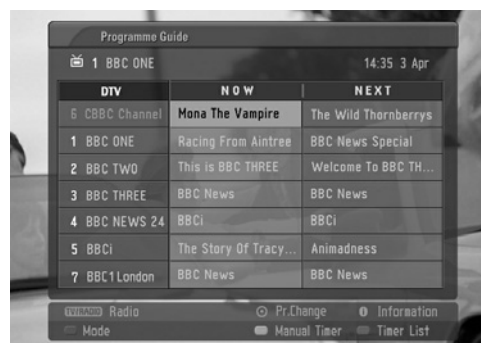 Programme Guide
1 BBC ONE 14:35 3 Apr
DTV NOW NEXT
6 CBBC Channel Mona The Vampire The Wild Thornberrys
1 BBC ONE Racing From Aintree BBC News Special
2 BBC TWO This is BBC THREE Welcome To BBC TH...
3 BBC THREE BBC News BBC News
4 BBC NEWS 24 BBCi BBCi
5 BBCi The Story Of Tracy... Animadness
7 BBC1 London BBC News BBC News
TV/RADIO Radio Pr.Change i Information
Mode Manual Timer Timer List